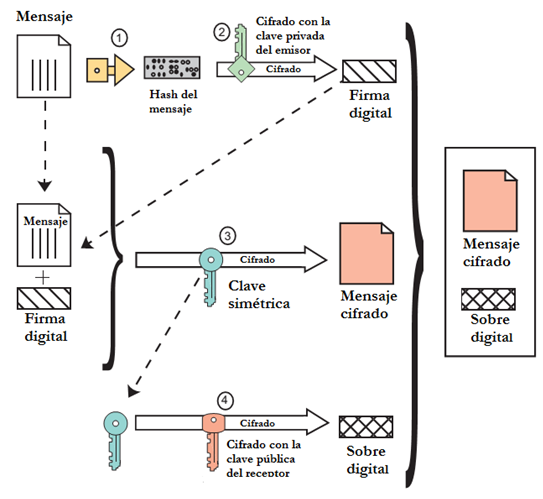 Mensaje
1
Hash del
mensaje
2
Cifrado con la
clave privada
del emisor
Cifrado
Firma
digital
Mensaje
+
Firma
digital
3
Cifrado
Clave
simétrica
Mensaje
cifrado
4
Cifrado
Cifrado con la
clave pública
del receptor
Sobre
digital
Mensaje
cifrado
Sobre
digital